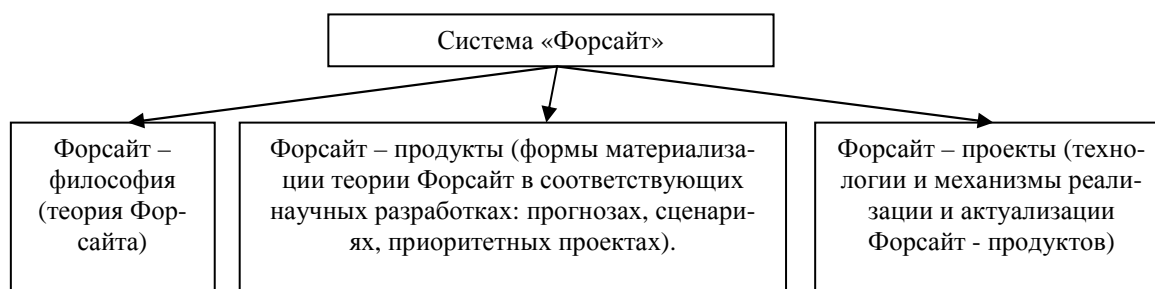 Система «Форсайт»
Форсайт –
философия
(теория Фор-
сайта)
Форсайт – продукты (формы материализа-
ции теории Форсайт в соответствующих
научных разработках: прогнозах, сценари-
ях, приоритетных проектах).
Форсайт – проекты (техно-
логии и механизмы реали-
зации и актуализации
Форсайт - продуктов)